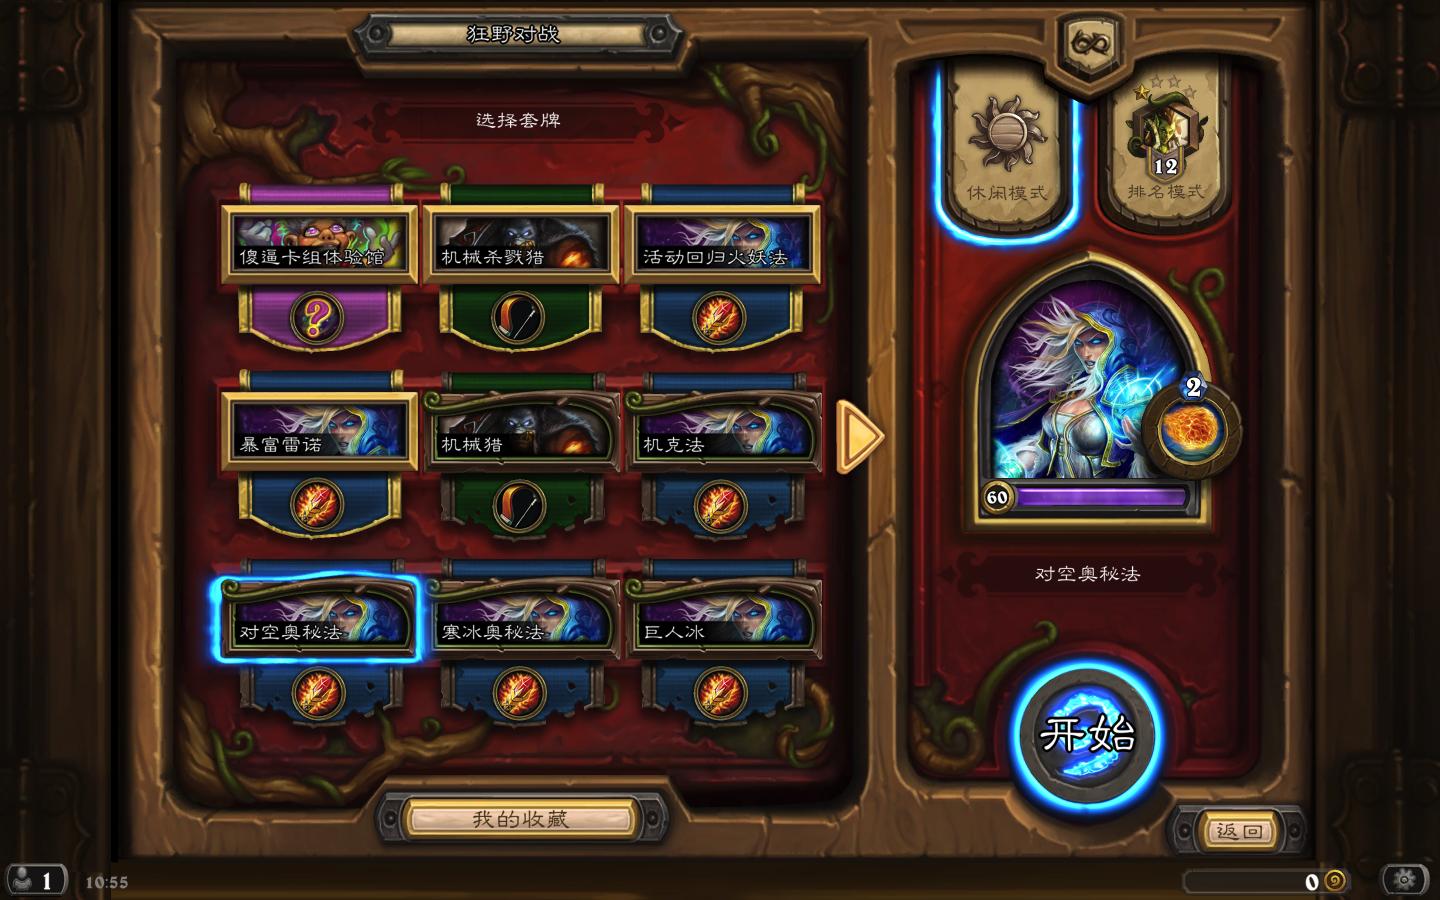 狂野对战
选择套牌
傻逼卡组体验馆
机械杀戮猎
活动回归火妖法
暴富雷诺
机械猎
机克法
对空奥秘法
寒冰奥秘法
巨人冰
我的收藏
休闲模式
12
排名模式
2
60
对空奥秘法
开始
返回
1
10:55
0